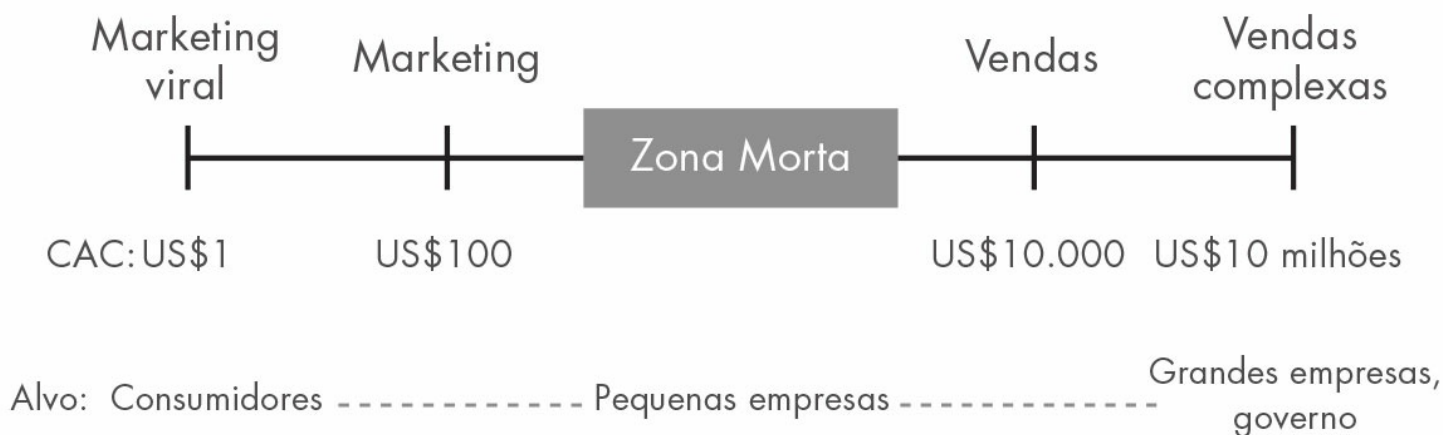 Marketing
viral
Marketing
Vendas
Vendas
complexas
Zona Morta
CAC: US$1
US$100
US$10.000
US$10 milhões
Alvo: Consumidores
Pequenas empresas
Grandes empresas,
governo